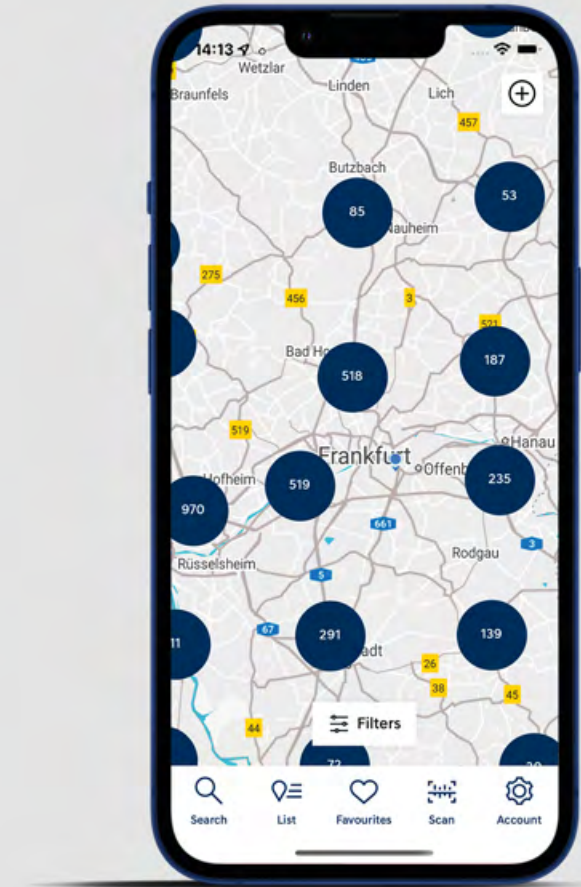 14:13
Wetzlar
Braunfels
Linden
Lich
457
Butzbach
53
85
Nauheim
275
456
3
521
Bad Ho
187
518
519
Hanau
Frankfurt
Offenb
Hofheim
519
235
970
661
Rodgau
3
Rüsselsheim
5
67
291
139
11
adt
26
38
45
Filters
44
72
Search
List
Favourites
Scan
Account